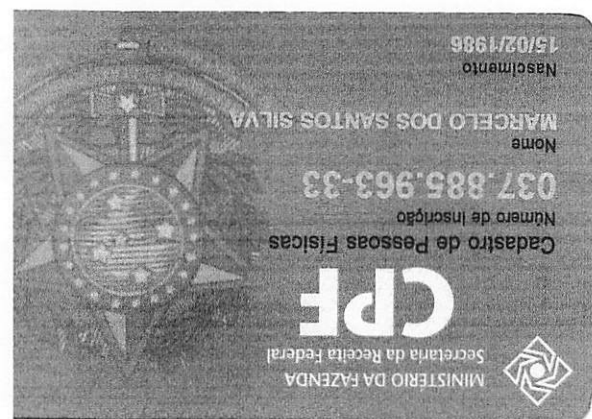 MINISTÉRIO DA FAZENDA
Secretaria da Receita Federal
CPF
Cadastro de Pessoas Físicas
Número de Inscrição
037.885.963-33
Nome
MARCELO DOS SANTOS SILVA
Nascimento
15/02/1986